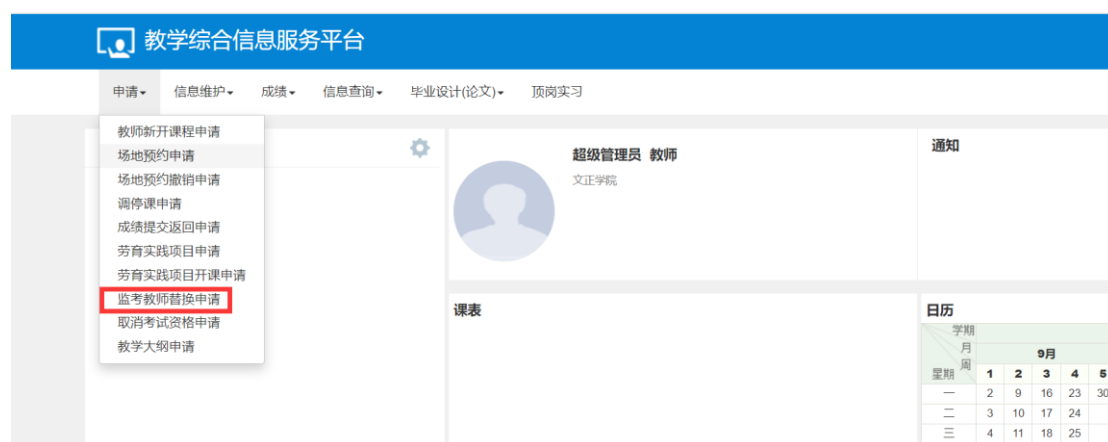 教学综合信息服务平台
申请 信息维护 成绩 信息查询 毕业设计(论文) 顶岗实习
教师新开课程申请
场地预约申请
场地预约撤销申请
调停课申请
成绩提交返回申请
劳育实践项目申请
劳育实践项目开课申请
监考教师替换申请
取消考试资格申请
教学大纲申请
超级管理员 教师
文正学院
通知
课表
日历
学期
月
9月
周
星期 1 2 3 4 5
一 2 9 16 23 30
二 3 10 17 24
三 4 11 18 25